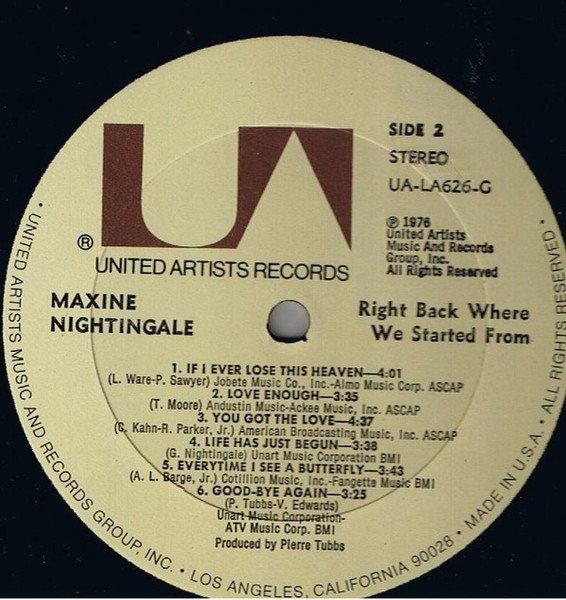 UA
®
UNITED ARTISTS RECORDS
SIDE 2
STEREO
UA-LA626-G
℗ 1976
United Artists
Music And Records
Group, Inc.
All Rights Reserved
MAXINE
NIGHTINGALE
Right Back Where
We Started From
1. IF I EVER LOSE THIS HEAVEN—4:01
(L. Ware-P. Sawyer) Jobete Music Co., Inc.-Almo Music Corp. ASCAP
2. LOVE ENOUGH—3:35
(T. Moore) Andustin Music-Ackee Music, Inc. ASCAP
3. YOU GOT THE LOVE—4:37
(C. Kahn-R. Parker, Jr.) American Broadcasting Music, Inc. ASCAP
4. LIFE HAS JUST BEGUN—3:38
(G. Nightingale) Unart Music Corporation BMI
5. EVERYTIME I SEE A BUTTERFLY—3:43
(A. L. Barge, Jr.) Cotillion Music, Inc.-Fangette Music BMI
6. GOOD-BYE AGAIN—3:25
(P. Tubbs-V. Edwards)
Unart Music Corporation-
ATV Music Corp. BMI
Produced by Pierre Tubbs
• UNITED ARTISTS MUSIC AND RECORDS GROUP, INC. • LOS ANGELES, CALIFORNIA 90028 • MADE IN U.S.A. • ALL RIGHTS RESERVED •